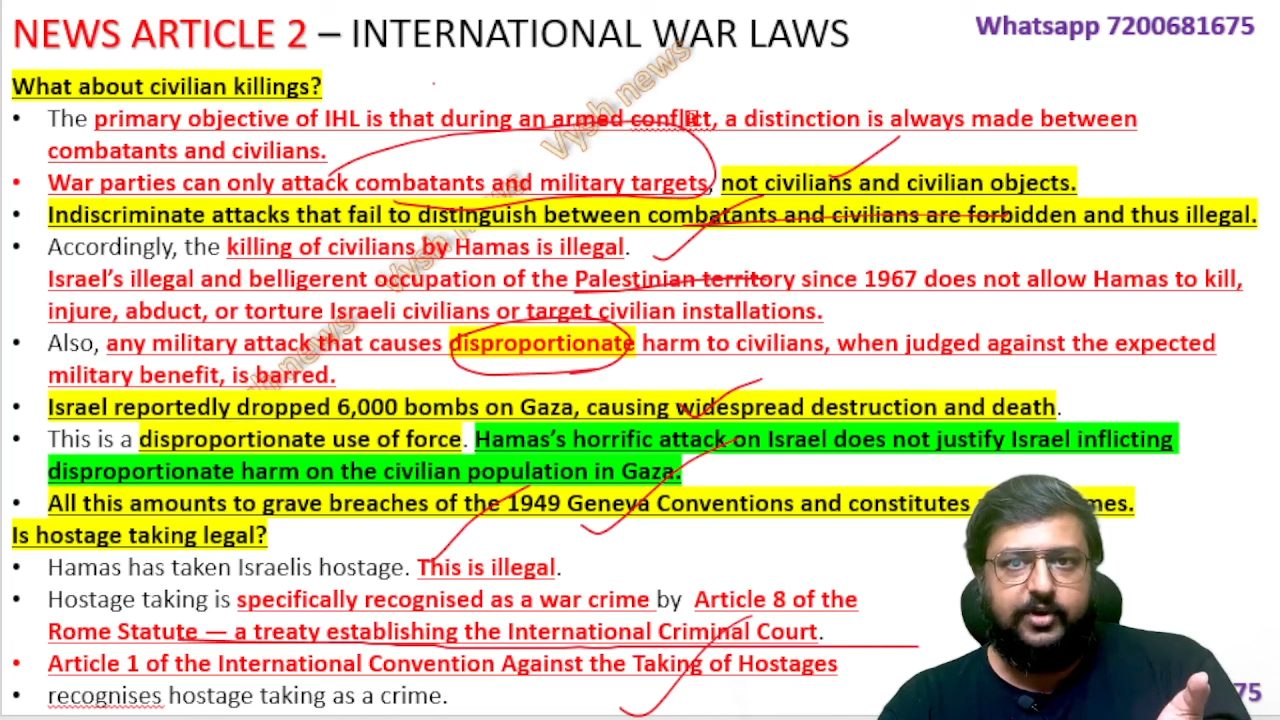 NEWS ARTICLE 2 – INTERNATIONAL WAR LAWS
Whatsapp 7200681675
What about civilian killings?
• The primary objective of IHL is that during an armed conflict, a distinction is always made between
combatants and civilians.
• War parties can only attack combatants and military targets, not civilians and civilian objects.
• Indiscriminate attacks that fail to distinguish between combatants and civilians are forbidden and thus illegal.
• Accordingly, the killing of civilians by Hamas is illegal.
Israel's illegal and belligerent occupation of the Palestinian territory since 1967 does not allow Hamas to kill,
injure, abduct, or torture Israeli civilians or target civilian installations.
• Also, any military attack that causes disproportionate harm to civilians, when judged against the expected
military benefit, is barred.
• Israel reportedly dropped 6,000 bombs on Gaza, causing widespread destruction and death.
• This is a disproportionate use of force. Hamas's horrific attack on Israel does not justify Israel inflicting
disproportionate harm on the civilian population in Gaza.
• All this amounts to grave breaches of the 1949 Geneva Conventions and constitutes
Is hostage taking legal?
• Hamas has taken Israelis hostage. This is illegal.
• Hostage taking is specifically recognised as a war crime by Article 8 of the
Rome Statute — a treaty establishing the International Criminal Court.
• Article 1 of the International Convention Against the Taking of Hostages
• recognises hostage taking as a crime.
75
vysh news
vysh news